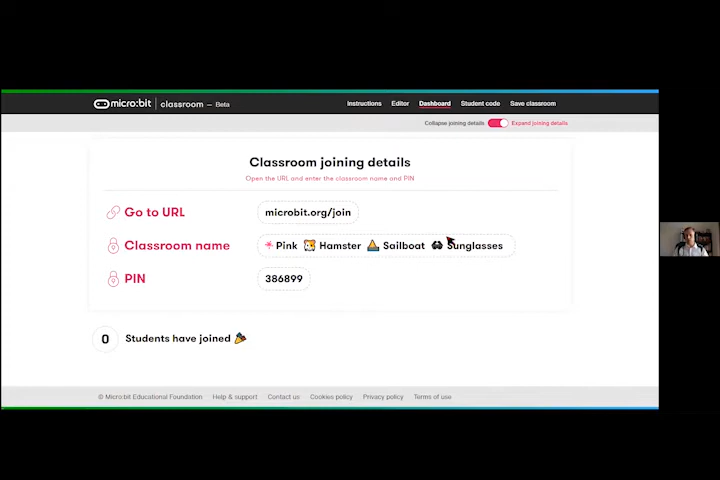 micro:bit classroom — Beta
Instructions Editor Dashboard Student code Save classroom
Collapse joining details Expand joining details
Classroom joining details
Open the URL and enter the classroom name and PIN
Go to URL microbit.org/join
Classroom name Pink Hamster Sailboat Sunglasses
PIN 386899
0 Students have joined
© Micro:bit Educational Foundation Help & support Contact us Cookies policy Privacy policy Terms of use